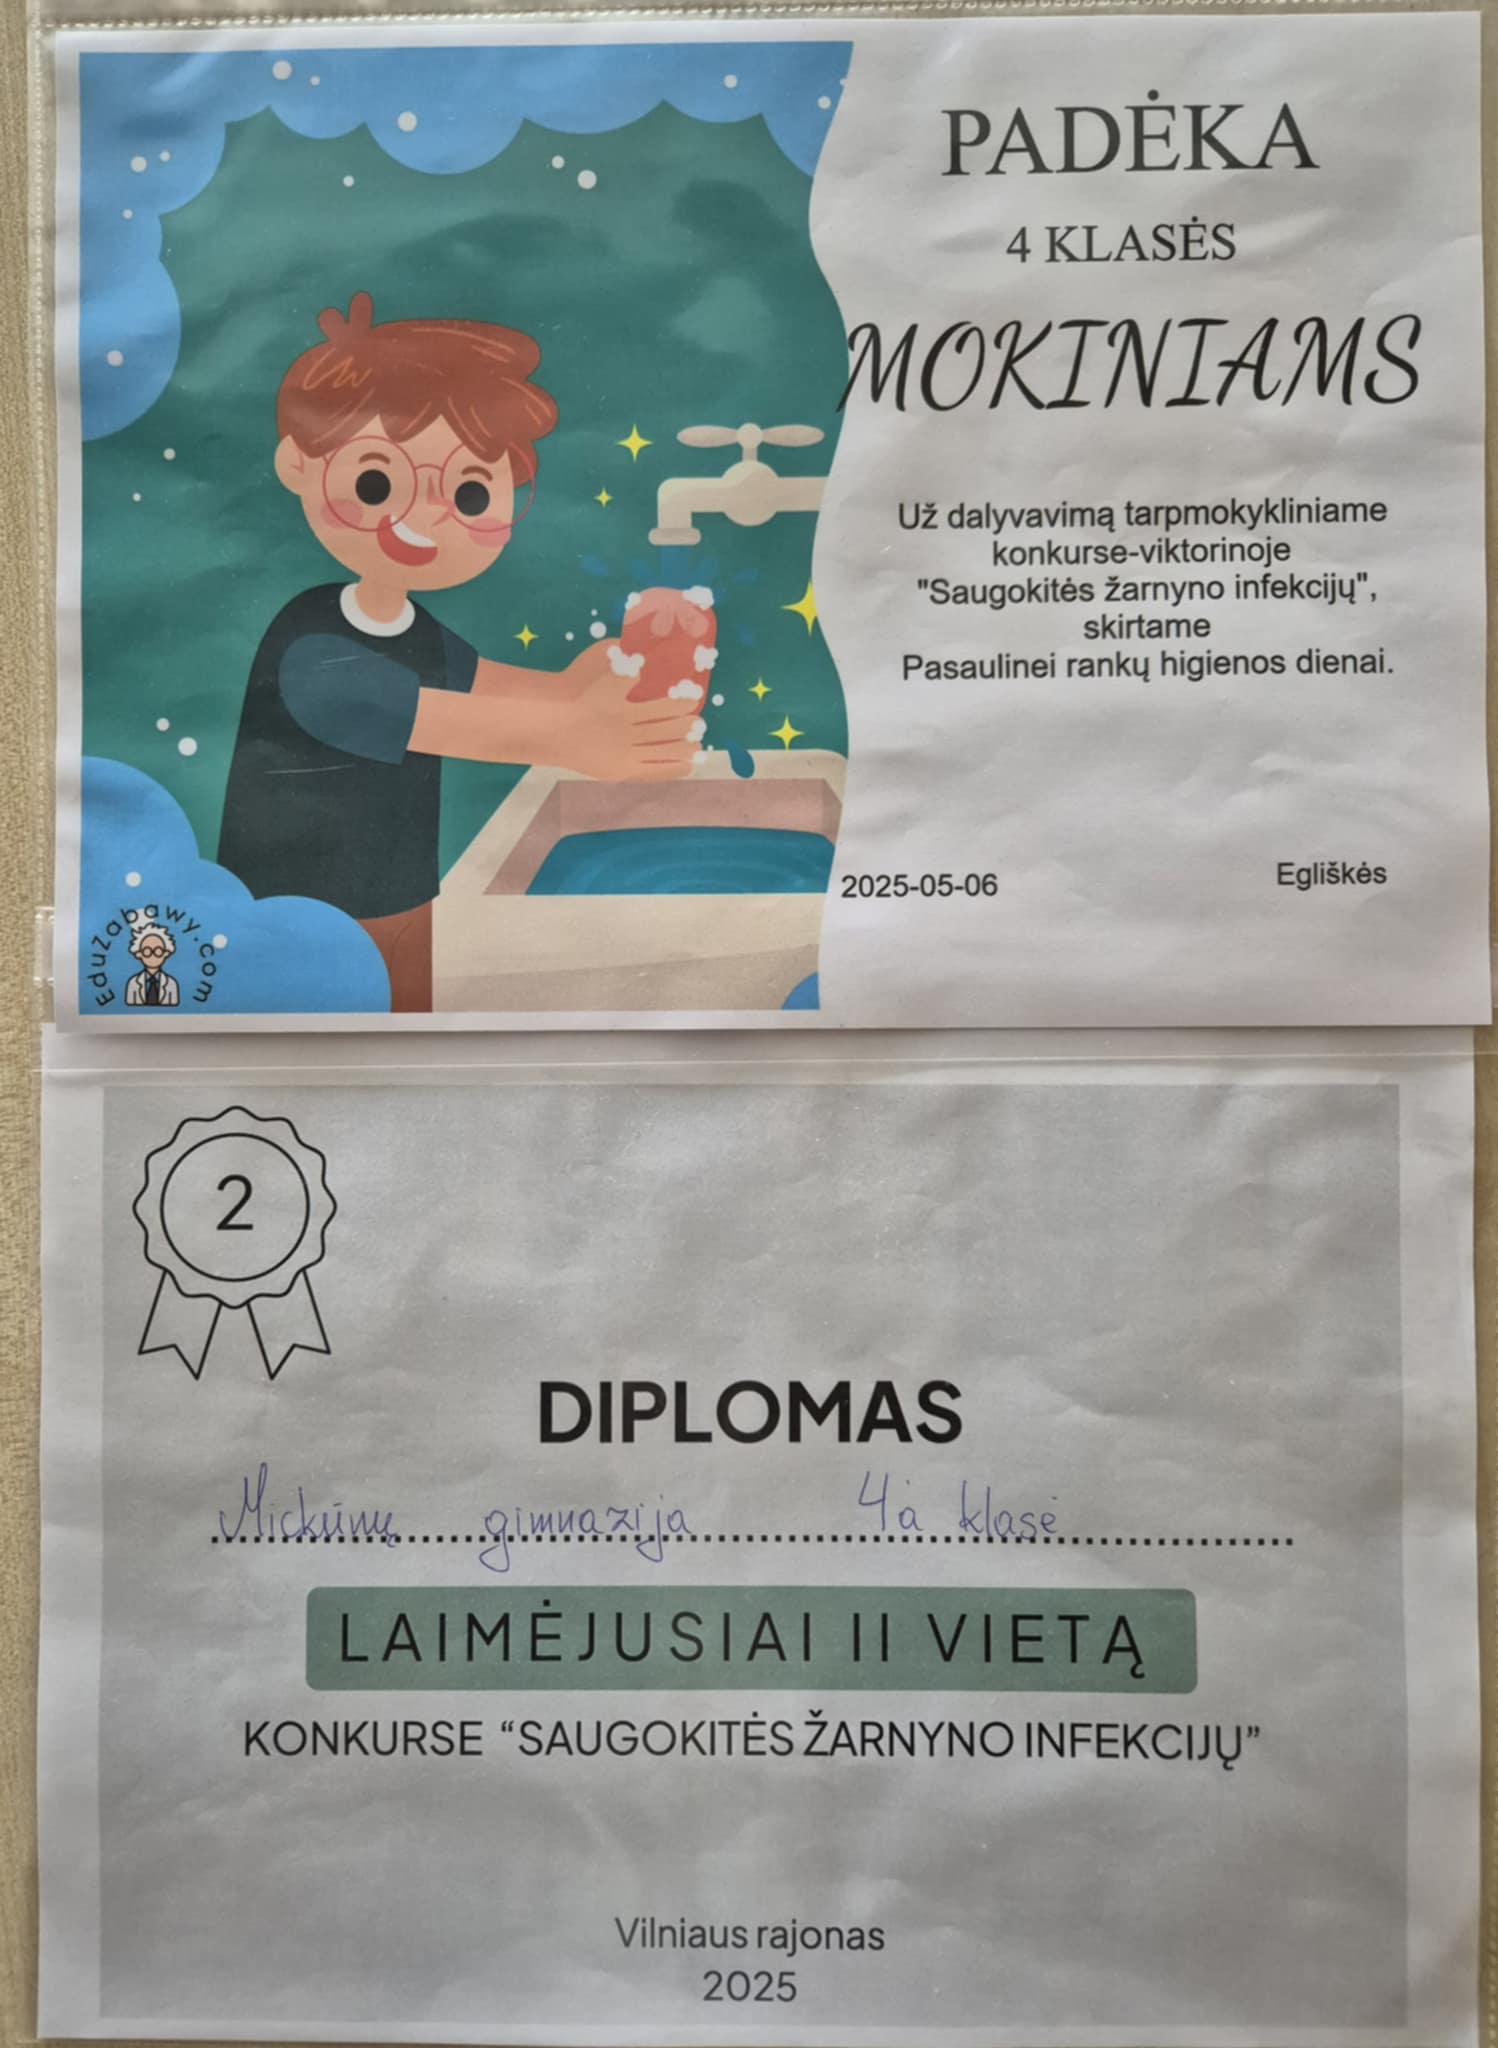 PADĖKA
4 KLASĖS
MOKINIAMS
Už dalyvavimą tarpmokykliniame
konkurse-viktorinoje
"Saugokitės žarnyno infekcijų",
skirtame
Pasaulinei rankų higienos dienai.
2025-05-06
Egliškės
EduZabawy.com
2
DIPLOMAS
Mickūnų gimnazija 4a klasė
LAIMĖJUSIAI II VIETĄ
KONKURSE “SAUGOKITĖS ŽARNYNO INFEKCIJŲ”
Vilniaus rajonas
2025